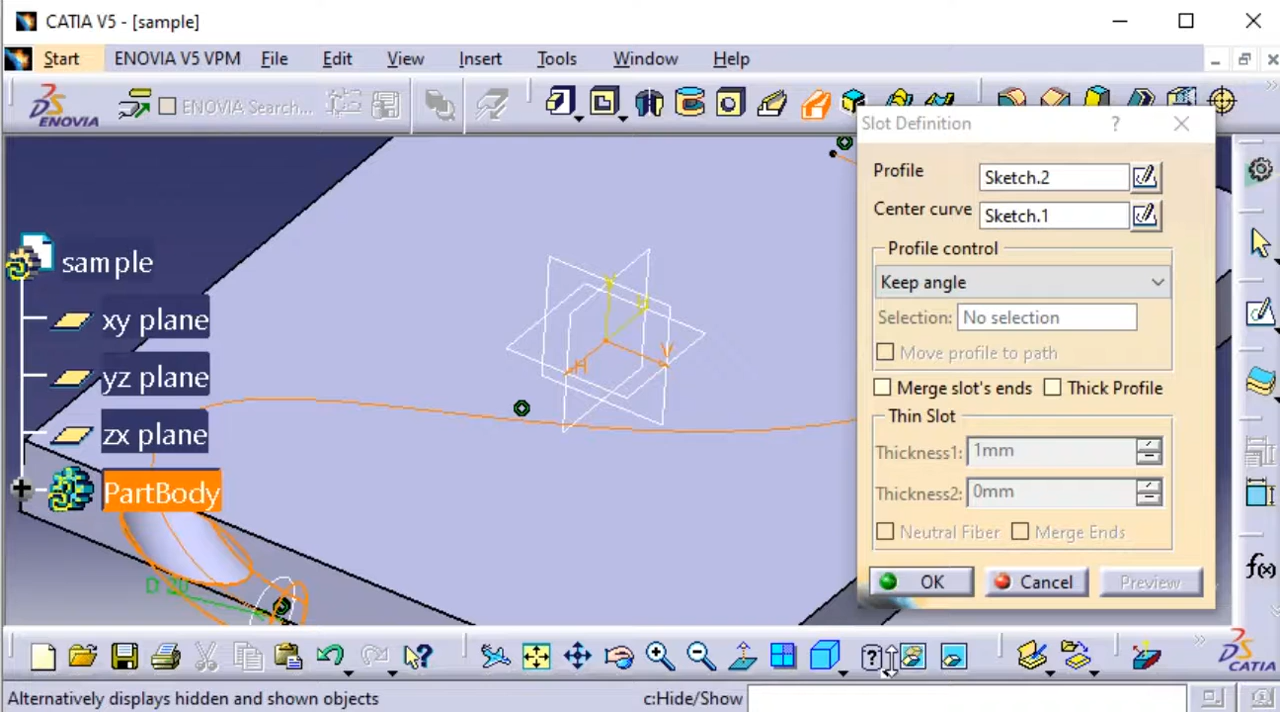 CATIA V5 - [sample]
Start ENOVIA V5 VPM File Edit View Insert Tools Window Help
ENOVIA
ENOVIA Search...
Slot Definition ?
Profile Sketch.2
Center curve Sketch.1
Profile control
Keep angle
Selection: No selection
Move profile to path
Merge slot's ends Thick Profile
Thin Slot
Thickness1: 1mm
Thickness2: 0mm
Neutral Fiber Merge Ends
OK Cancel Preview
sample
xy plane
yz plane
zx plane
PartBody
H V
D 20
f(x)
CATIA
Alternatively displays hidden and shown objects c:Hide/Show